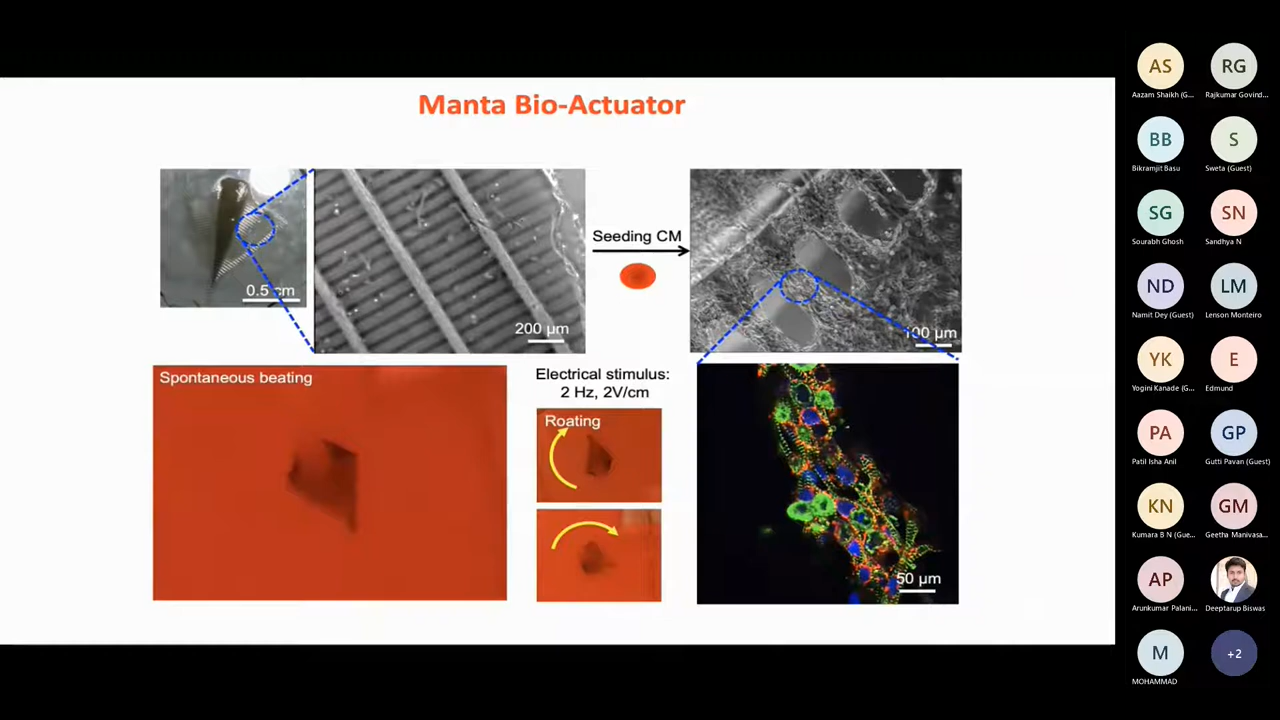 Manta Bio-Actuator
0.5 cm
200 μm
Seeding CM
100 μm
Spontaneous beating
Electrical stimulus:
2 Hz, 2V/cm
Roating
50 μm
AS
Aazam Shaikh (G...
RG
Rajkumar Govind...
BB
Bikramjit Basu
S
Sweta (Guest)
SG
Sourabh Ghosh
SN
Sandhya N
ND
Namit Dey (Guest)
LM
Lenson Monteiro
YK
Yogini Kanade (G...
E
Edmund
PA
Patil Isha Anil
GP
Gutti Pavan (Guest)
KN
Kumara B N (Gue...
GM
Geetha Manivasa...
AP
Arunkumar Palani...
Deeptarup Biswas
M
MOHAMMAD
+2